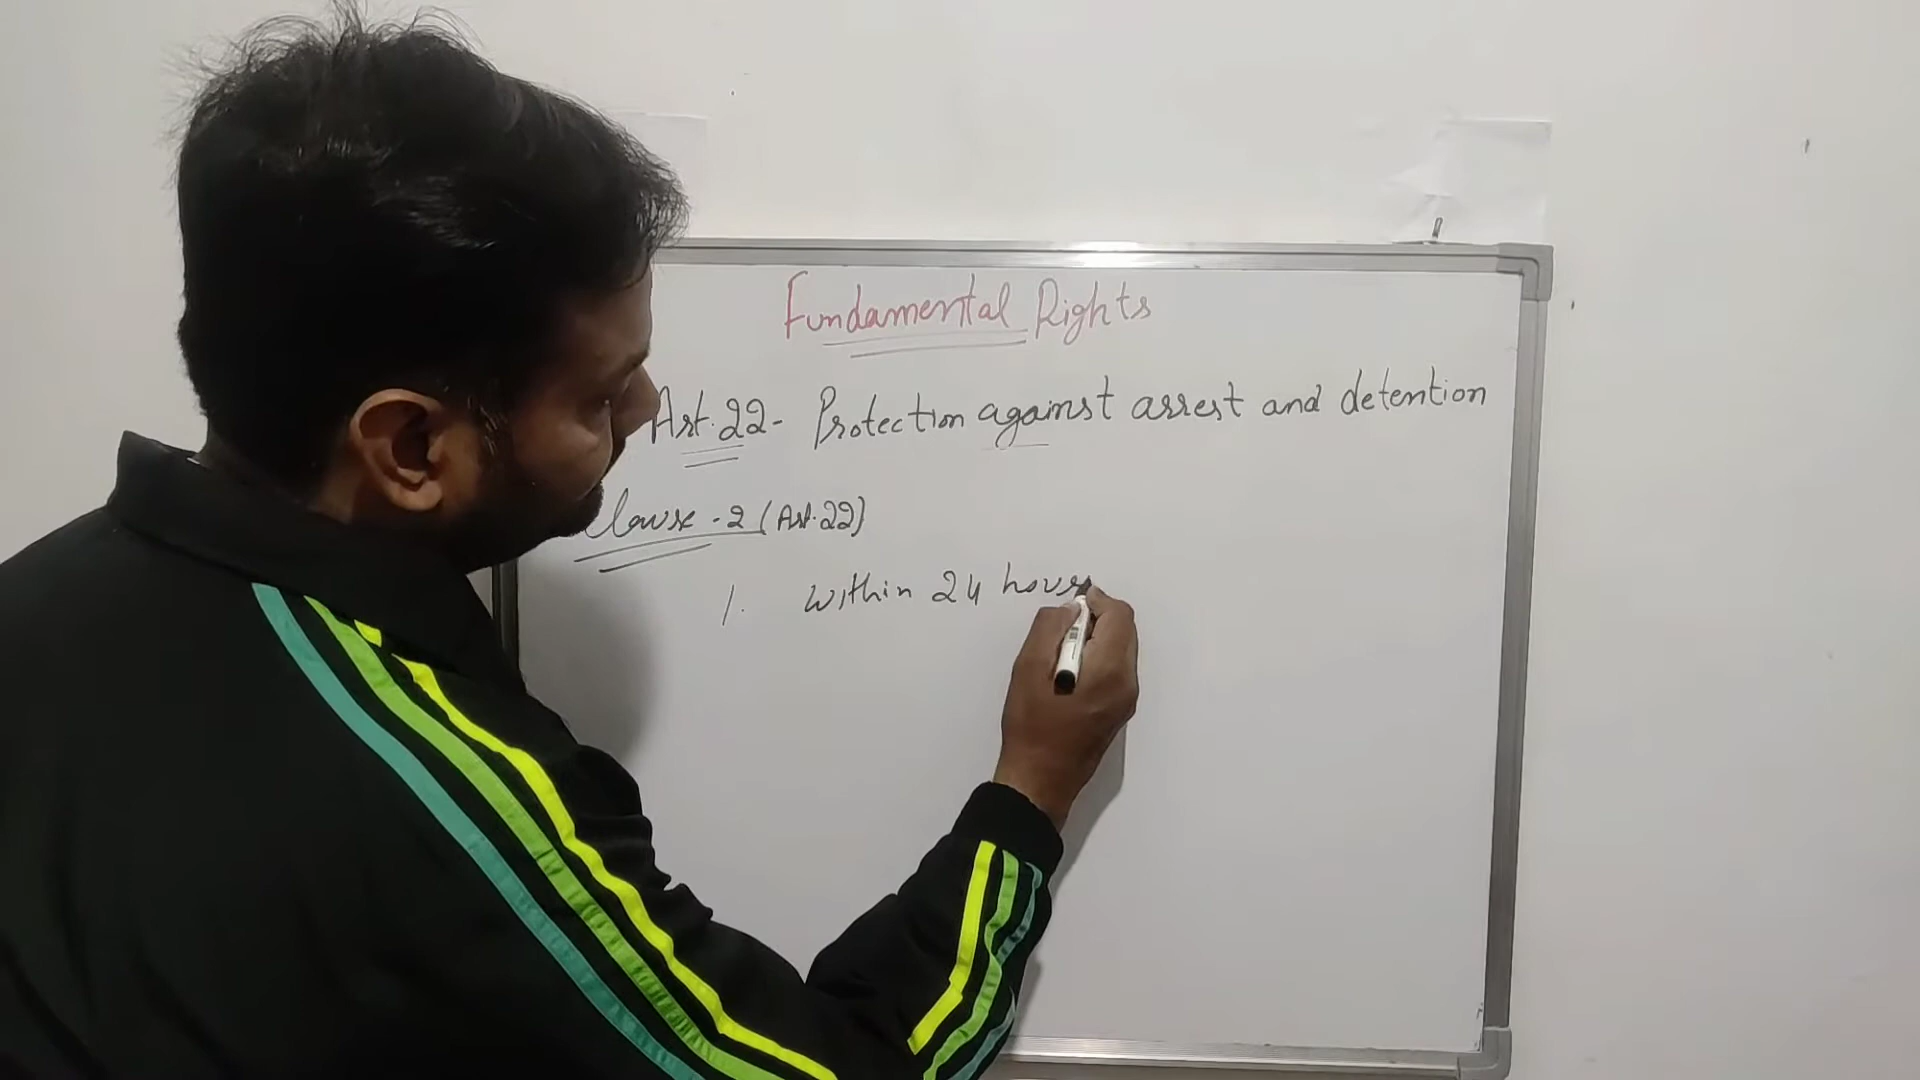 Fundamental Rights
Art.22- Protection against arrest and detention
Clause -2 (Art.22)
1. within 24 hours